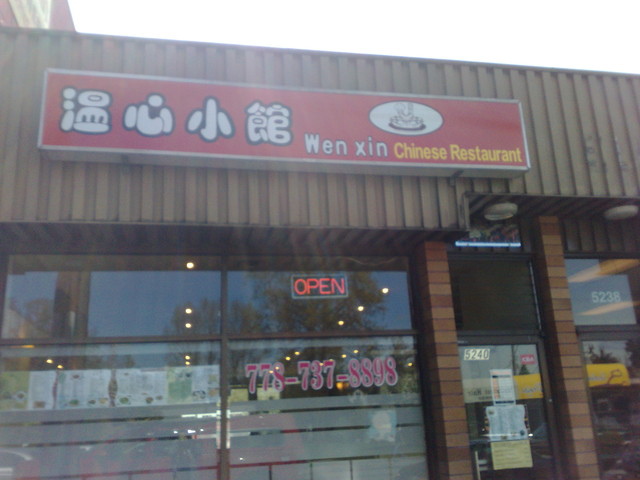 温心小館 Wen xin Chinese Restaurant
OPEN
5238
778-737-8898
5240